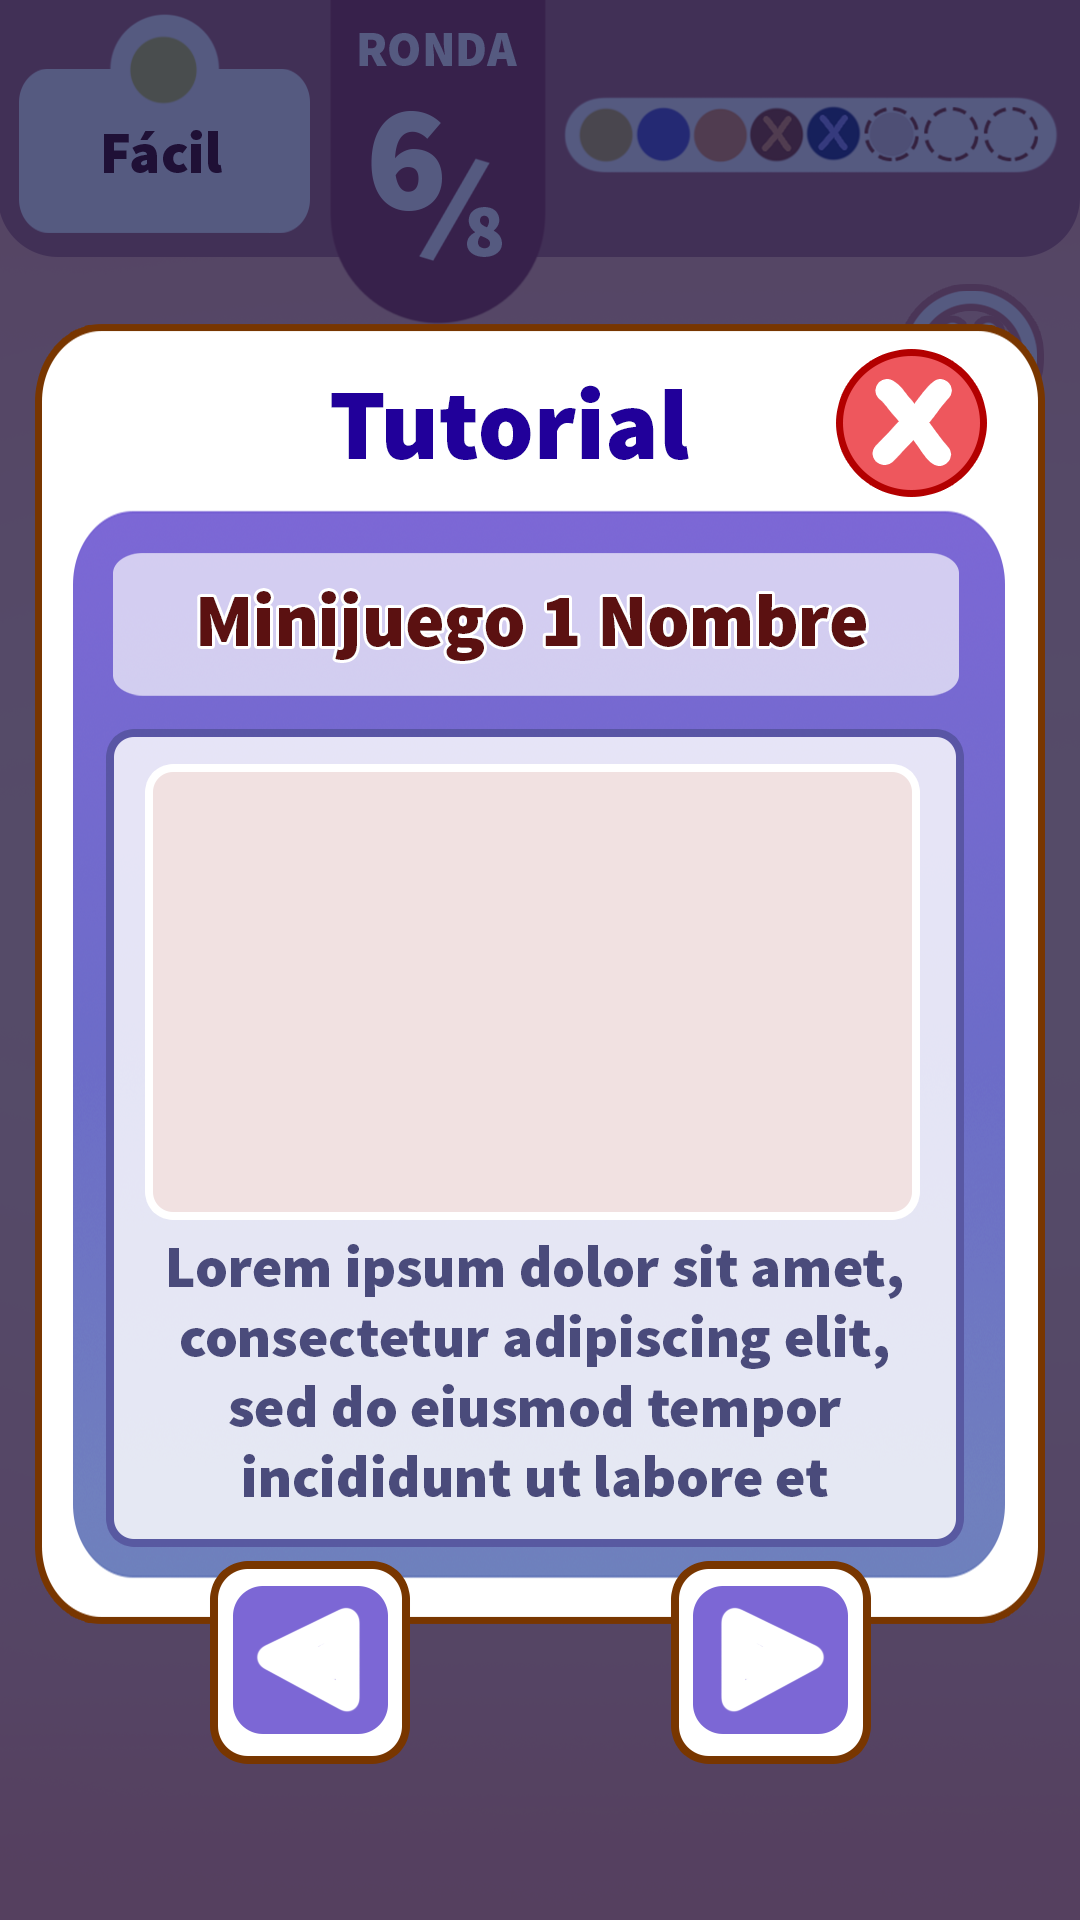 RONDA
Fácil
6/8
Tutorial
Minijuego 1 Nombre
Lorem ipsum dolor sit amet,
consectetur adipiscing elit,
sed do eiusmod tempor
incididunt ut labore et